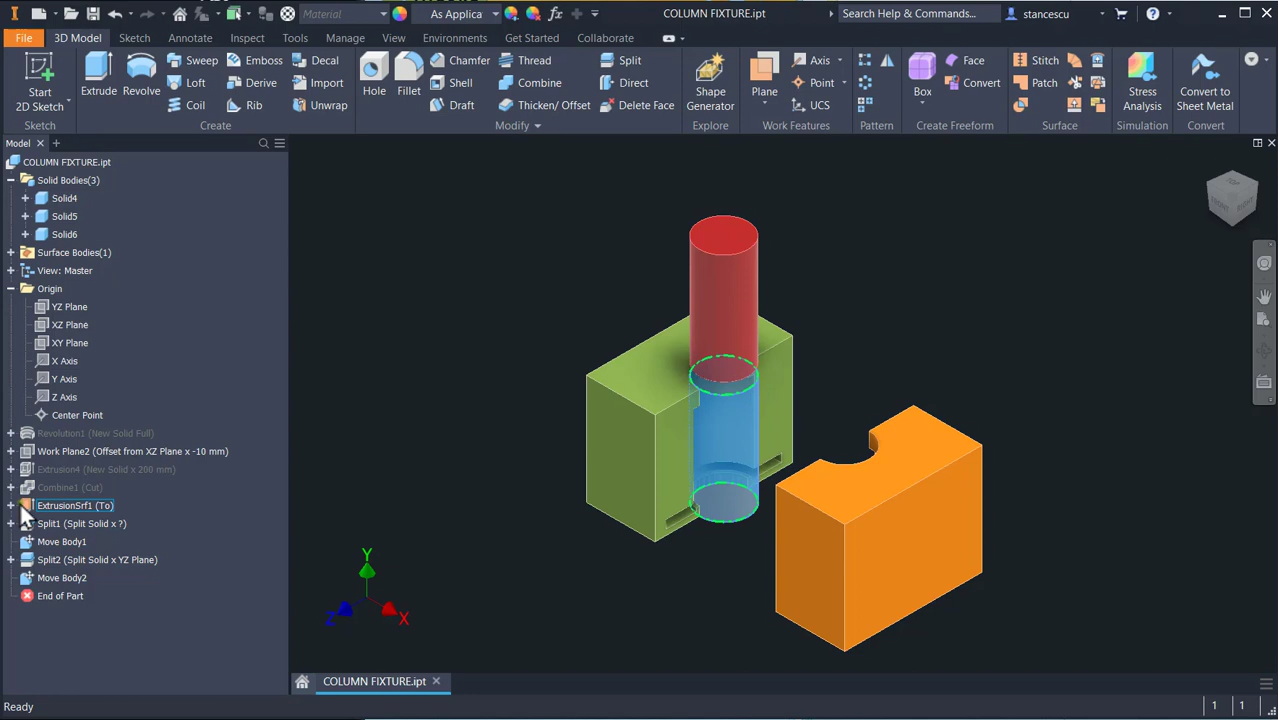 Material
As Applica
COLUMN FIXTURE.ipt
Search Help & Commands...
stancescu
File
3D Model
Sketch
Annotate
Inspect
Tools
Manage
View
Environments
Get Started
Collaborate
Start
2D Sketch
Extrude
Revolve
Sweep
Loft
Coil
Emboss
Derive
Rib
Decal
Import
Unwrap
Hole
Fillet
Chamfer
Shell
Draft
Thread
Combine
Thicken/ Offset
Split
Direct
Delete Face
Shape
Generator
Plane
Axis
Point
UCS
Box
Face
Convert
Stitch
Patch
Stress
Analysis
Convert to
Sheet Metal
Sketch
Create
Modify
Explore
Work Features
Pattern
Create Freeform
Surface
Simulation
Convert
Model
COLUMN FIXTURE.ipt
Solid Bodies(3)
Solid4
Solid5
Solid6
Surface Bodies(1)
View: Master
Origin
YZ Plane
XZ Plane
XY Plane
X Axis
Y Axis
Z Axis
Center Point
Revolution1 (New Solid Full)
Work Plane2 (Offset from XZ Plane x -10 mm)
Extrusion4 (New Solid x 200 mm)
Combine1 (Cut)
ExtrusionSrf1 (To)
Split1 (Split Solid x ?)
Move Body1
Split2 (Split Solid x YZ Plane)
Move Body2
End of Part
FRONT
RIGHT
Y
Z
X
COLUMN FIXTURE.ipt
Ready
1
1